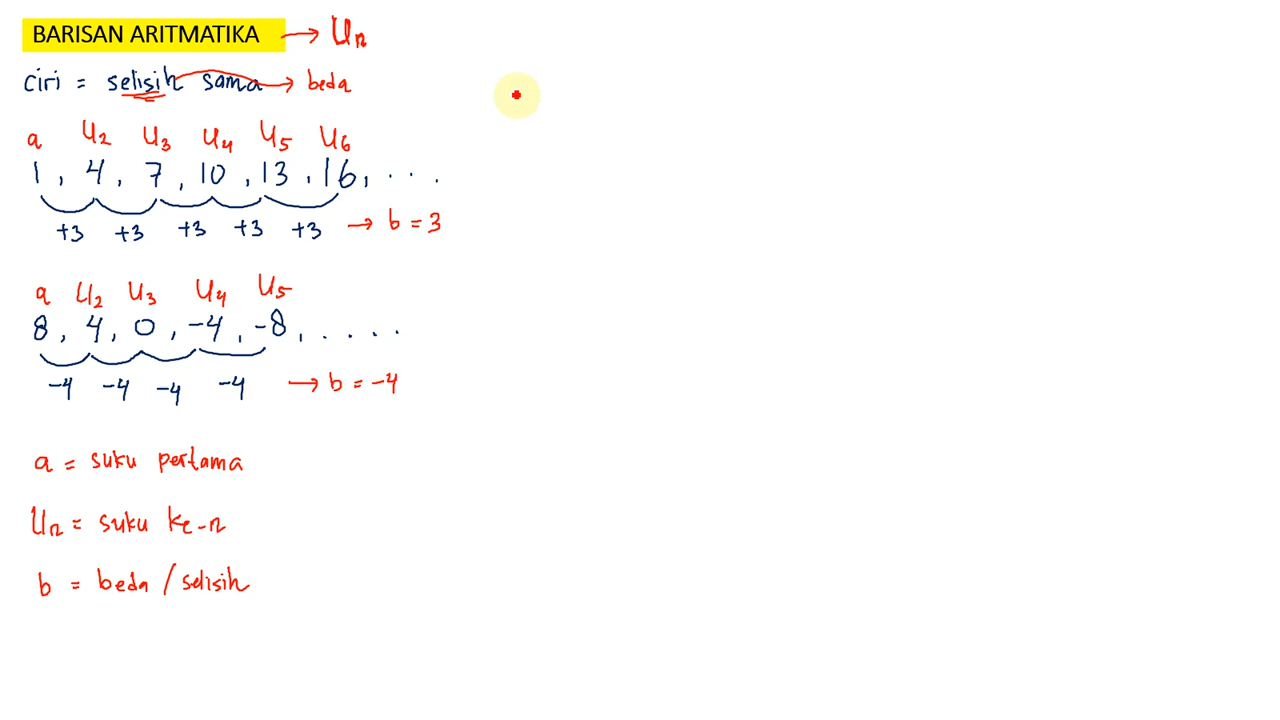 BARISAN ARITMATIKA → Un
ciri = selisih sama → beda
a U2 U3 U4 U5 U6
1, 4, 7, 10, 13, 16, . . .
+3 +3 +3 +3 +3 → b = 3
a U2 U3 U4 U5
8, 4, 0, -4, -8, . . . .
-4 -4 -4 -4 → b = -4
a = suku pertama
Un = suku ke-n
b = beda / selisih